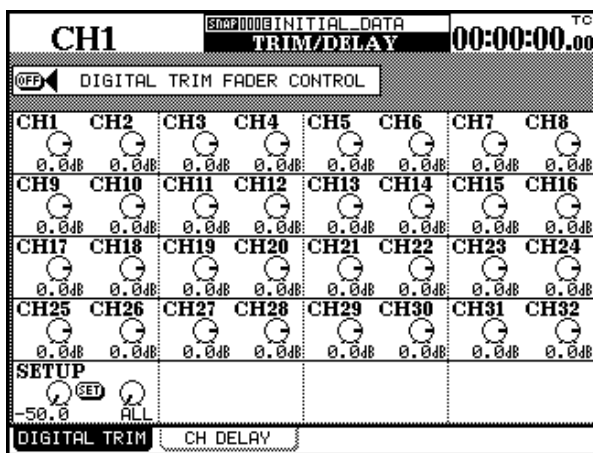 CH1 SNAP000 INITIAL_DATA TC
TRIM/DELAY 00:00:00.00
OFF DIGITAL TRIM FADER CONTROL
CH1 CH2 CH3 CH4 CH5 CH6 CH7 CH8
0.0dB 0.0dB 0.0dB 0.0dB 0.0dB 0.0dB 0.0dB 0.0dB
CH9 CH10 CH11 CH12 CH13 CH14 CH15 CH16
0.0dB 0.0dB 0.0dB 0.0dB 0.0dB 0.0dB 0.0dB 0.0dB
CH17 CH18 CH19 CH20 CH21 CH22 CH23 CH24
0.0dB 0.0dB 0.0dB 0.0dB 0.0dB 0.0dB 0.0dB 0.0dB
CH25 CH26 CH27 CH28 CH29 CH30 CH31 CH32
0.0dB 0.0dB 0.0dB 0.0dB 0.0dB 0.0dB 0.0dB 0.0dB
SETUP
SET
-50.0 ALL
DIGITAL TRIM CH DELAY